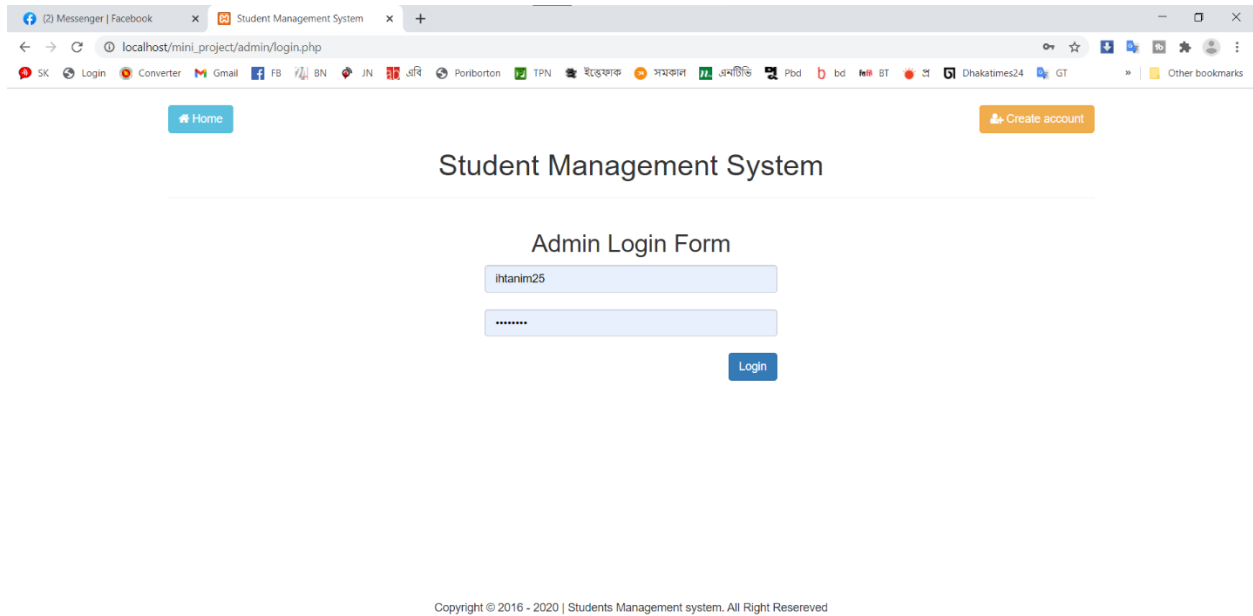 (2) Messenger | Facebook
Student Management System
localhost/mini_project/admin/login.php
SK Login Converter Gmail FB BN JN এবি Poriborton TPN ইত্তেফাক সমকাল এনটিভি Pbd bd BT প্র Dhakatimes24 GT » Other bookmarks
Home
Create account
Student Management System
Admin Login Form
ihtanim25
••••••••
Login
Copyright © 2016 - 2020 | Students Management system. All Right Resereved